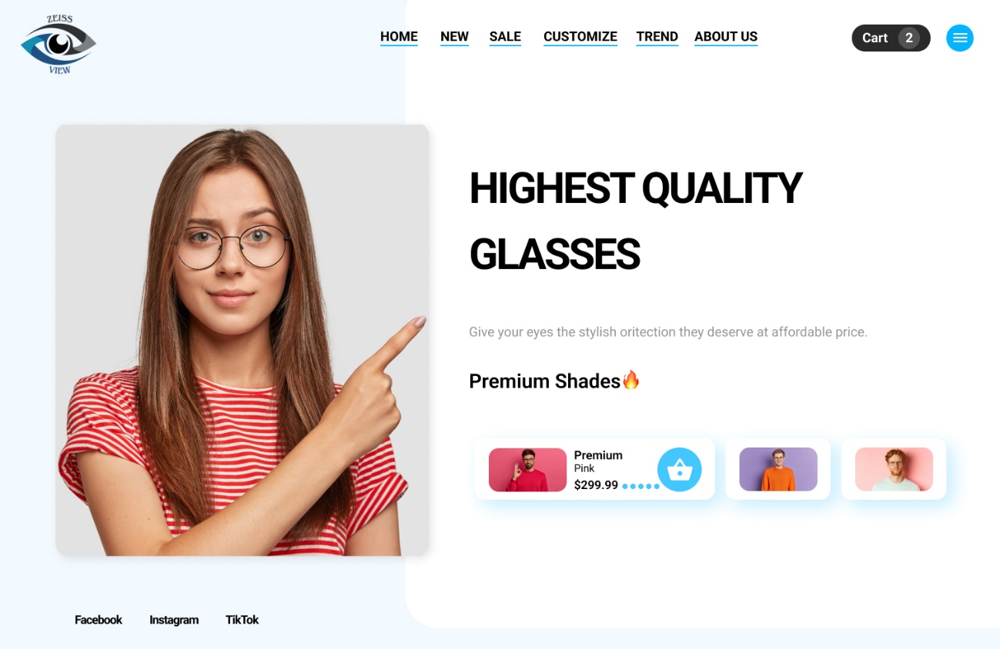 ZEISS
VIEW
HOME NEW SALE CUSTOMIZE TREND ABOUT US
Cart 2
HIGHEST QUALITY
GLASSES
Give your eyes the stylish oritection they deserve at affordable price.
Premium Shades🔥
Premium
Pink
$299.99
Facebook Instagram TikTok